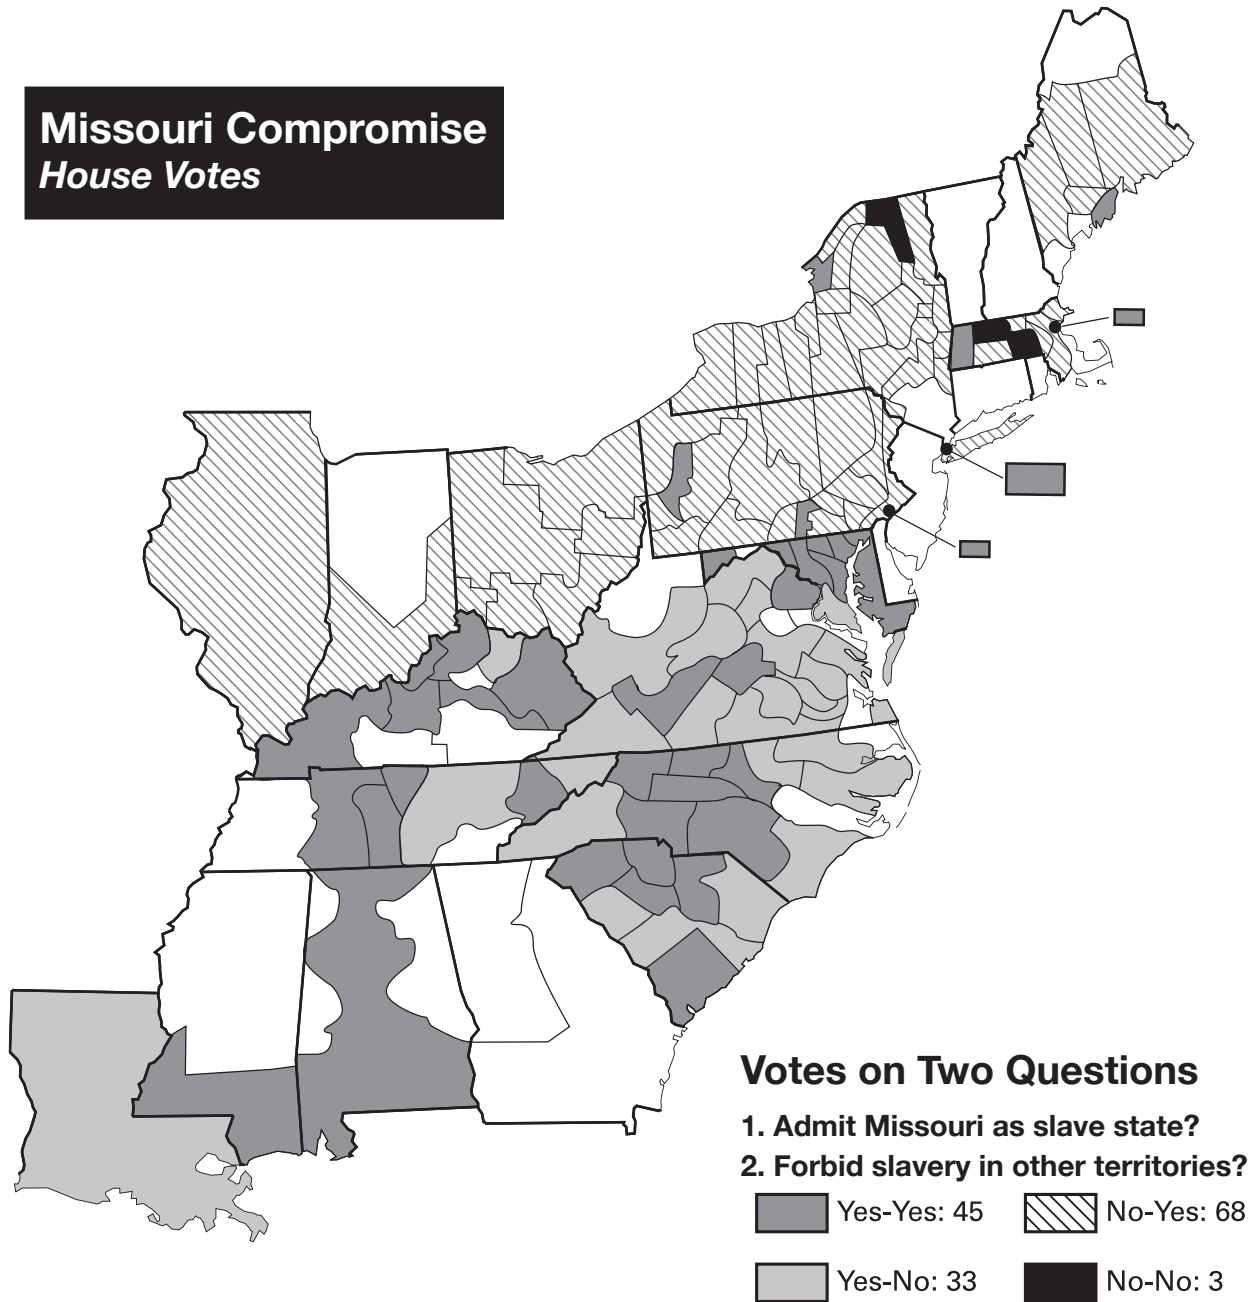 Missouri Compromise
House Votes
Votes on Two Questions
1. Admit Missouri as slave state?
2. Forbid slavery in other territories?
Yes-Yes: 45
No-Yes: 68
Yes-No: 33
No-No: 3